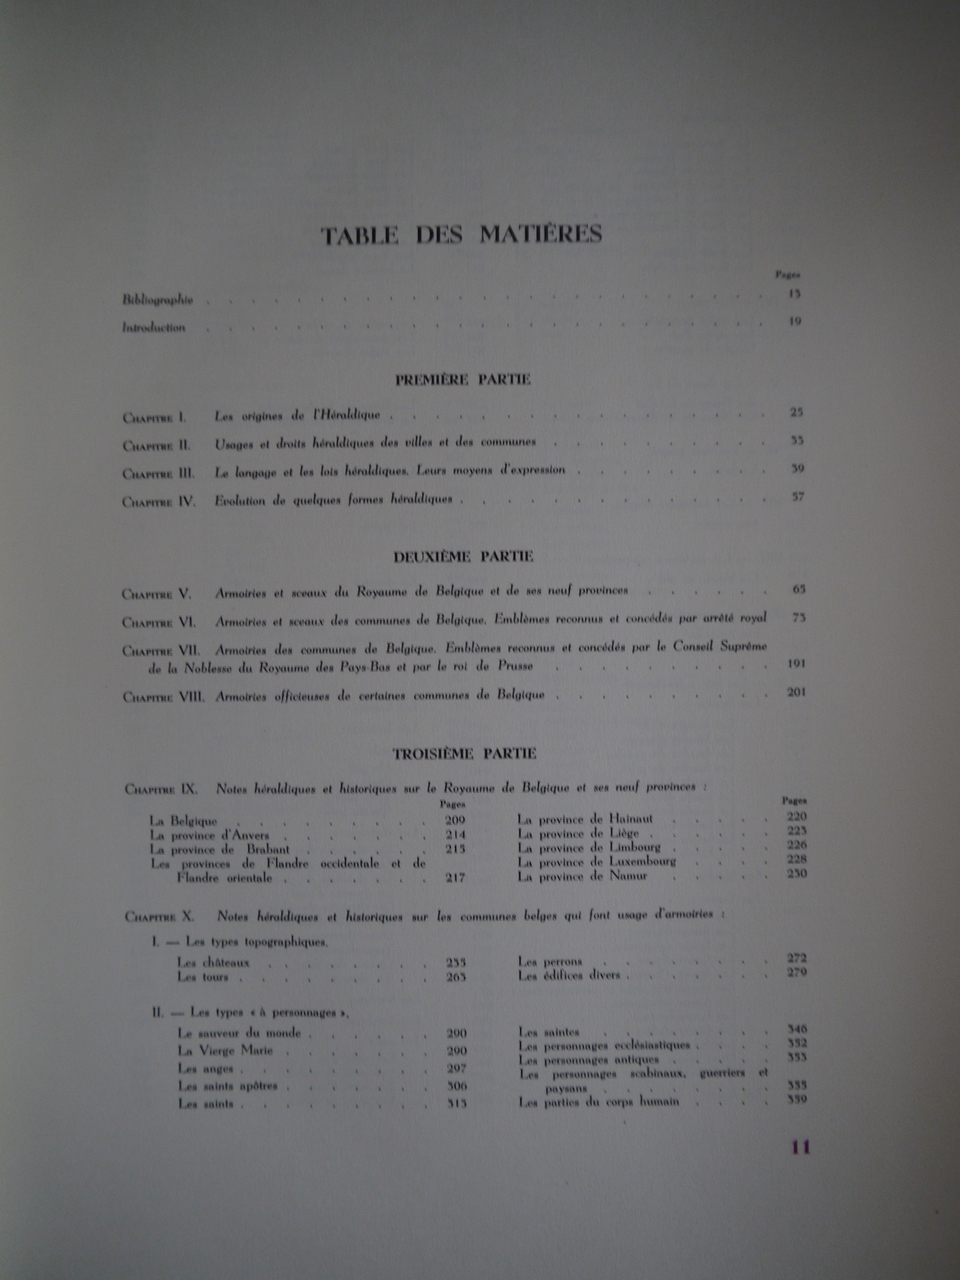 TABLE DES MATIÈRES
Pages
Bibliographie . . . . . . . . . . . . . . . . . . . . . . . . . 13
Introduction . . . . . . . . . . . . . . . . . . . . . . . . . 19
PREMIÈRE PARTIE
CHAPITRE I. Les origines de l'Héraldique . . . . . . . . . . . . . . . . . 25
CHAPITRE II. Usages et droits héraldiques des villes et des communes . . . . . . . . . . 33
CHAPITRE III. Le langage et les lois héraldiques. Leurs moyens d'expression . . . . . . . . . 39
CHAPITRE IV. Evolution de quelques formes héraldiques . . . . . . . . . . . . . . 57
DEUXIÈME PARTIE
CHAPITRE V. Armoiries et sceaux du Royaume de Belgique et de ses neuf provinces . . . . . . 65
CHAPITRE VI. Armoiries et sceaux des communes de Belgique. Emblèmes reconnus et concédés par arrêté royal 73
CHAPITRE VII. Armoiries des communes de Belgique. Emblèmes reconnus et concédés par le Conseil Suprême
de la Noblesse du Royaume des Pays-Bas et par le roi de Prusse . . . . . . . . . . 191
CHAPITRE VIII. Armoiries officieuses de certaines communes de Belgique . . . . . . . . . . 201
TROISIÈME PARTIE
CHAPITRE IX. Notes héraldiques et historiques sur le Royaume de Belgique et ses neuf provinces :
Pages
La Belgique . . . . . . . . . 209
La province d'Anvers . . . . . . . 214
La province de Brabant . . . . . . 215
Les provinces de Flandre occidentale et de
Flandre orientale . . . . . . . 217
Pages
La province de Hainaut . . . . . 220
La province de Liège . . . . . . 223
La province de Limbourg . . . . . 226
La province de Luxembourg . . . . 228
La province de Namur . . . . . 230
CHAPITRE X. Notes héraldiques et historiques sur les communes belges qui font usage d'armoiries :
I. — Les types topographiques.
Les châteaux . . . . . . . . 233
Les tours . . . . . . . . . 263
Les perrons . . . . . . . . 272
Les édifices divers . . . . . . . 279
II. — Les types « à personnages ».
Le sauveur du monde . . . . . . 290
La Vierge Marie . . . . . . . 290
Les anges . . . . . . . . . 297
Les saints apôtres . . . . . . . 306
Les saints . . . . . . . . . 313
Les saintes . . . . . . . . 346
Les personnages ecclésiastiques . . . . 352
Les personnages antiques . . . . . 353
Les personnages scabinaux, guerriers et
paysans . . . . . . . . 355
Les parties du corps humain . . . . 359
11